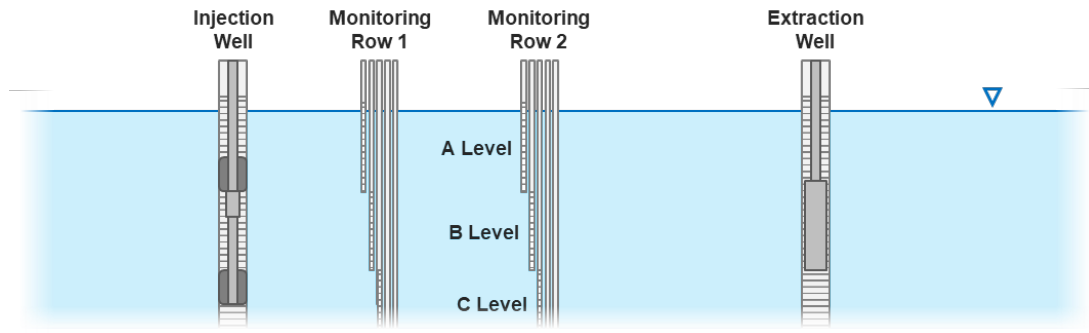 Injection
Well
Monitoring
Row 1
Monitoring
Row 2
Extraction
Well
A Level
B Level
C Level